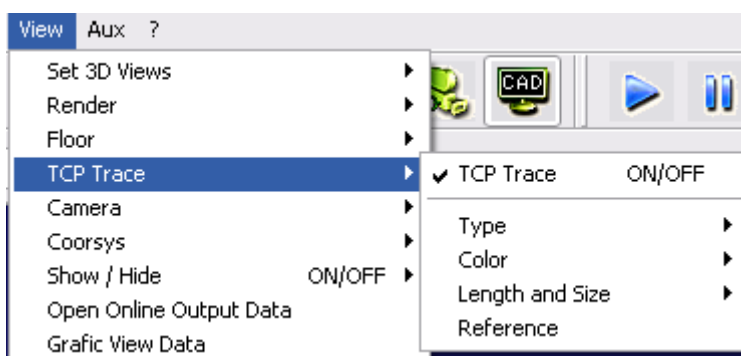 View Aux ?
Set 3D Views
Render
Floor
TCP Trace
Camera
Coorsys
Show / Hide ON/OFF
Open Online Output Data
Grafic View Data
CAD
TCP Trace ON/OFF
Type
Color
Length and Size
Reference